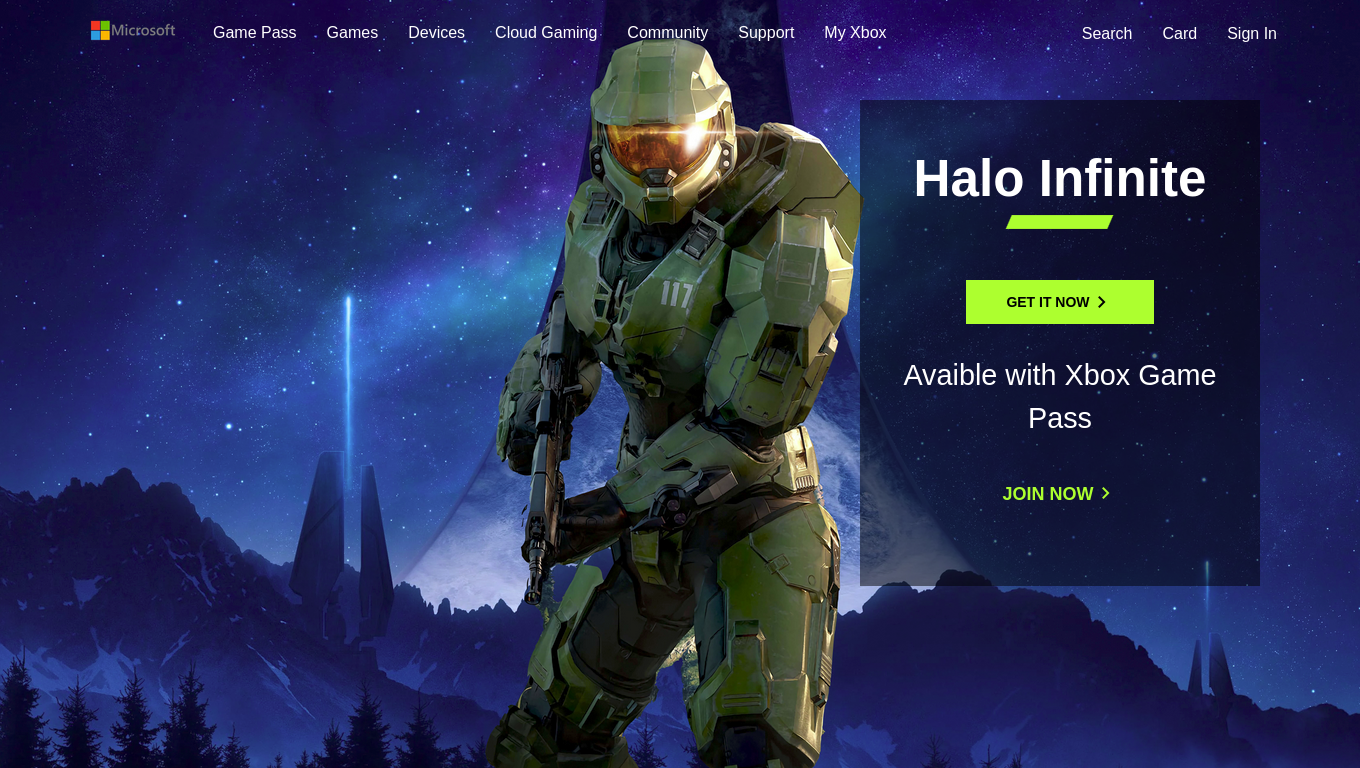 Microsoft Game Pass Games Devices Cloud Gaming Community Support My Xbox Search Card Sign In
Halo Infinite
117
GET IT NOW
Avaible with Xbox Game
Pass
JOIN NOW